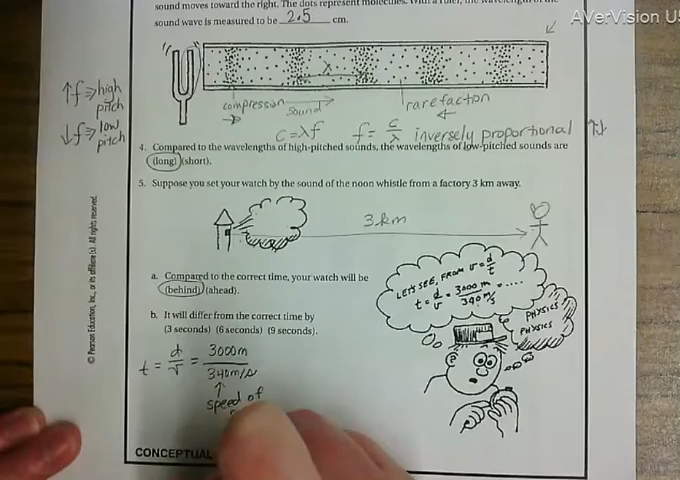 sound moves toward the right. The dots represent molecules. With a ruler, the wavelength of the
sound wave is measured to be 2.5 cm.
AVerVision U
↑f ⇒ high pitch
↓f ⇒ low pitch
λ
compression
sound
rarefaction
c=λf f = c/λ inversely proportional ↑↓
4. Compared to the wavelengths of high-pitched sounds, the wavelengths of low-pitched sounds are
(long) (short).
5. Suppose you set your watch by the sound of the noon whistle from a factory 3 km away.
3 km
a. Compared to the correct time, your watch will be
(behind) (ahead).
b. It will differ from the correct time by
(3 seconds) (6 seconds) (9 seconds).
t = d/v = 3000m / 340m/s
speed of
LET'S SEE, FROM v = d/t
t = d/v = 3000 m / 340 m/s = ....
PHYSICS
PHYSICS
© Pearson Education, Inc., or its affiliate(s). All rights reserved.
CONCEPTUAL